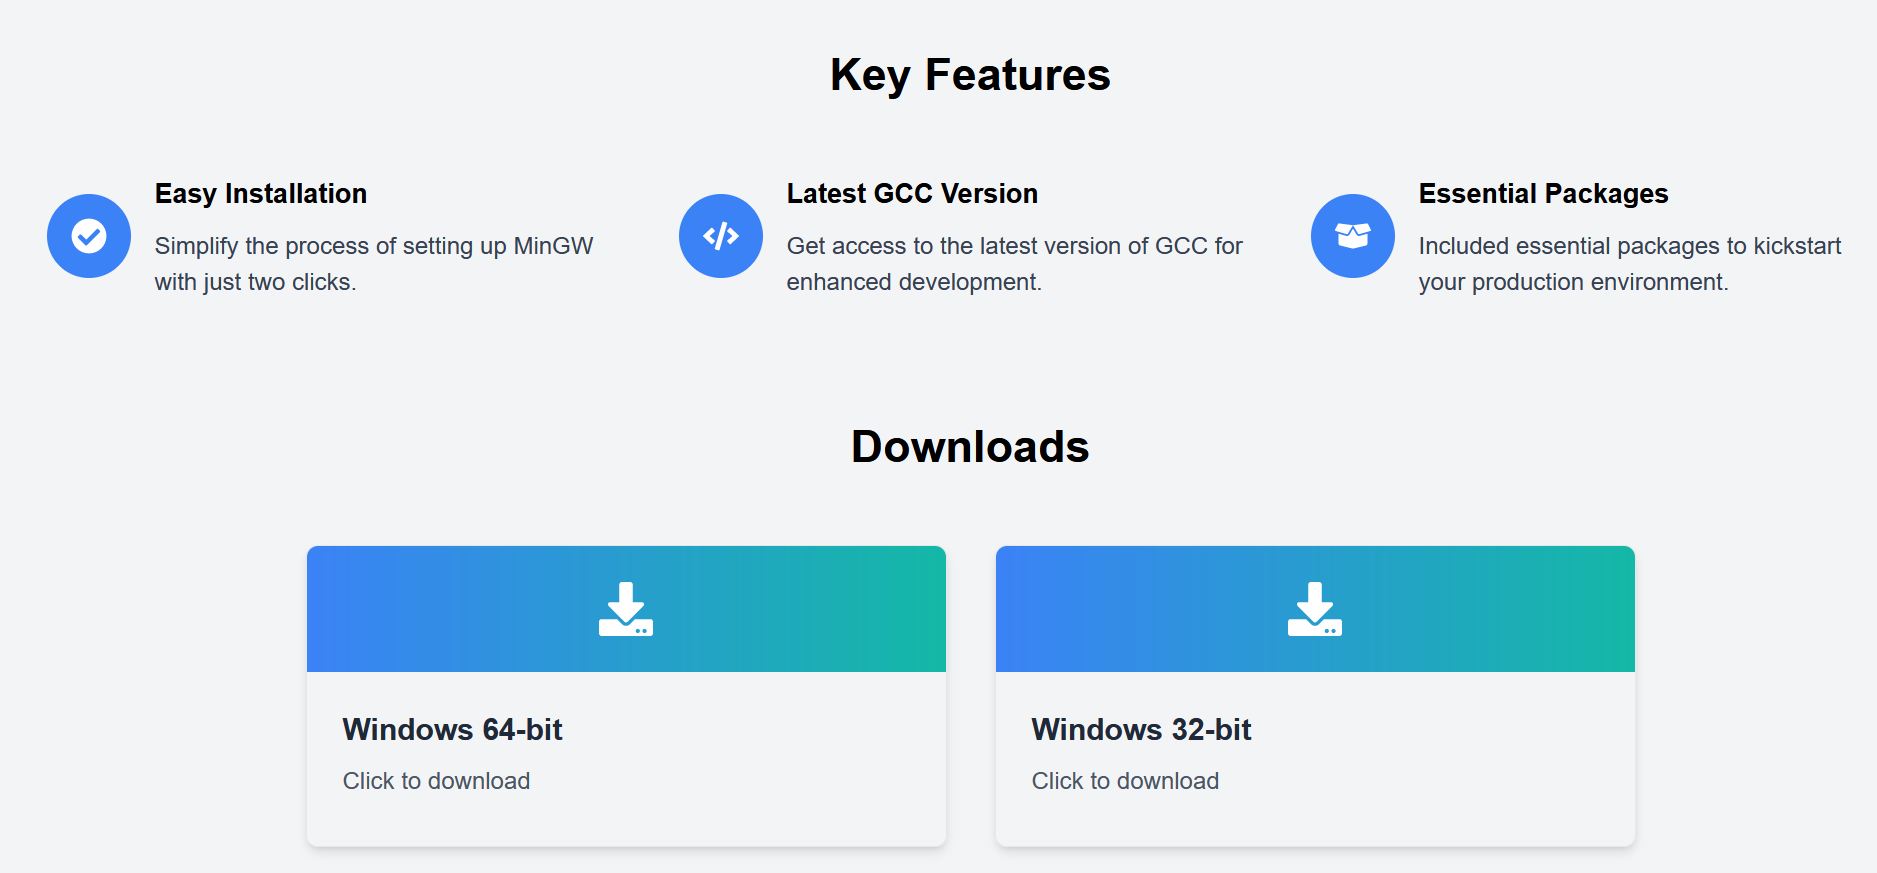 Key Features
Easy Installation
Simplify the process of setting up MinGW
with just two clicks.
Latest GCC Version
Get access to the latest version of GCC for
enhanced development.
Essential Packages
Included essential packages to kickstart
your production environment.
Downloads
Windows 64-bit
Click to download
Windows 32-bit
Click to download